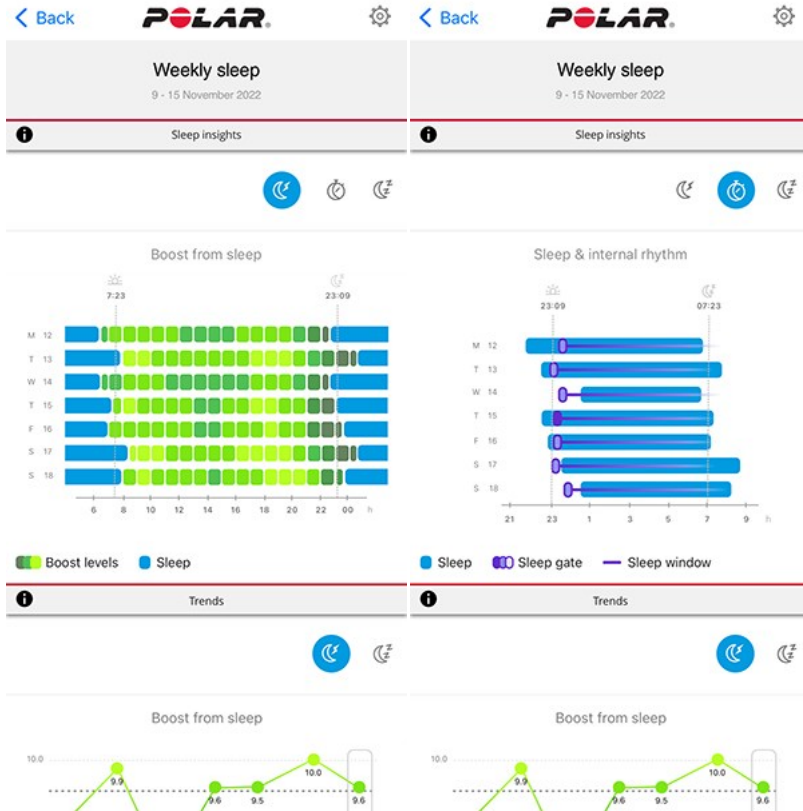 Back
POLAR
Weekly sleep
9 - 15 November 2022
Sleep insights
Boost from sleep
7:23
23:09
M 12
T 13
W 14
T 15
F 16
S 17
S 18
6 8 10 12 14 16 18 20 22 00 h
Boost levels
Sleep
Trends
Boost from sleep
10.0
9.9
9.6
9.5
10.0
9.6
Back
POLAR
Weekly sleep
9 - 15 November 2022
Sleep insights
Sleep & internal rhythm
23:09
07:23
M 12
T 13
W 14
T 15
F 16
S 17
S 18
21 23 1 3 5 7 9 h
Sleep
Sleep gate
Sleep window
Trends
Boost from sleep
10.0
9.9
9.6
9.5
10.0
9.6